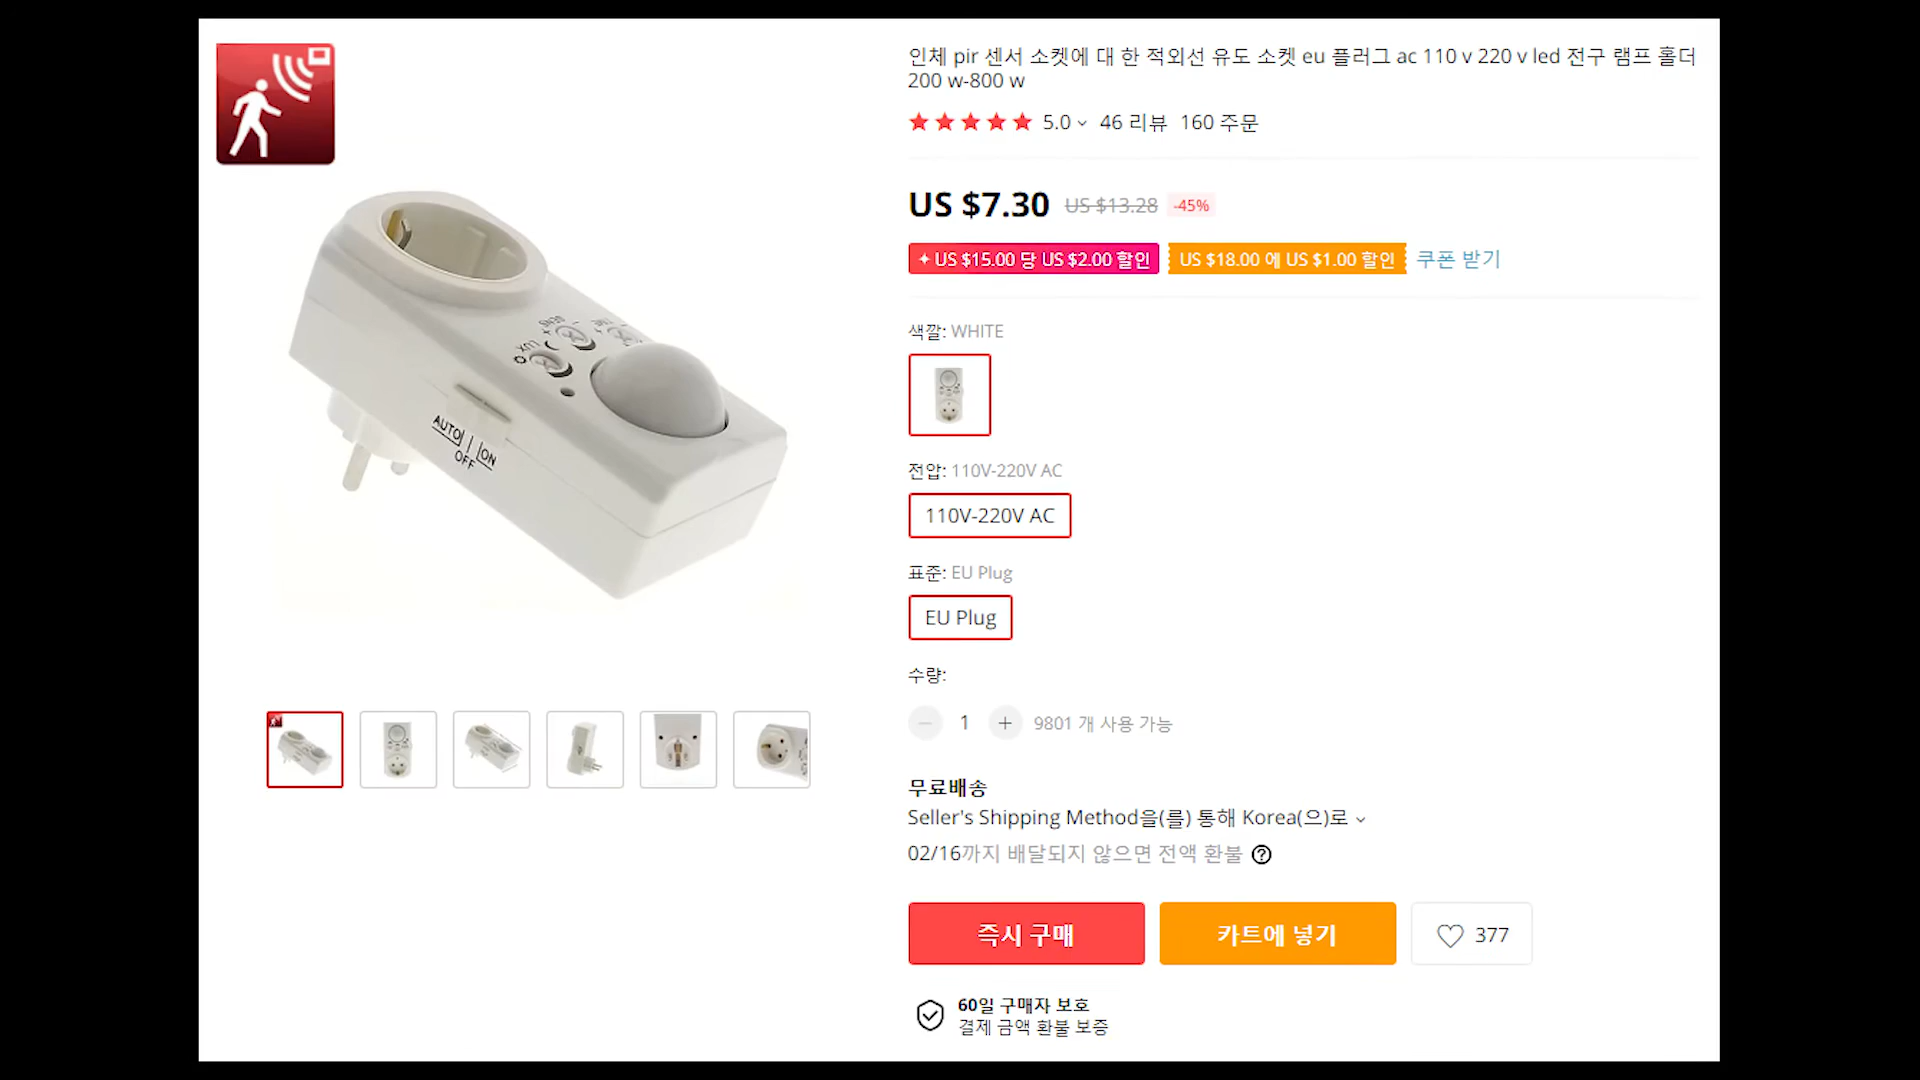 인체 pir 센서 소켓에 대 한 적외선 유도 소켓 eu 플러그 ac 110 v 220 v led 전구 램프 홀더
200 w-800 w
5.0 46 리뷰 160 주문
US $7.30 US $13.28 -45%
US $15.00 당 US $2.00 할인 US $18.00 에 US $1.00 할인 쿠폰 받기
TIME
SENS
LUX
AUTO ON
OFF
색깔: WHITE
전압: 110V-220V AC
110V-220V AC
표준: EU Plug
EU Plug
수량:
1 + 9801 개 사용 가능
무료배송
Seller's Shipping Method을(를) 통해 Korea(으)로
02/16까지 배달되지 않으면 전액 환불 ?
즉시 구매 카트에 넣기 377
60일 구매자 보호
결제 금액 환불 보증